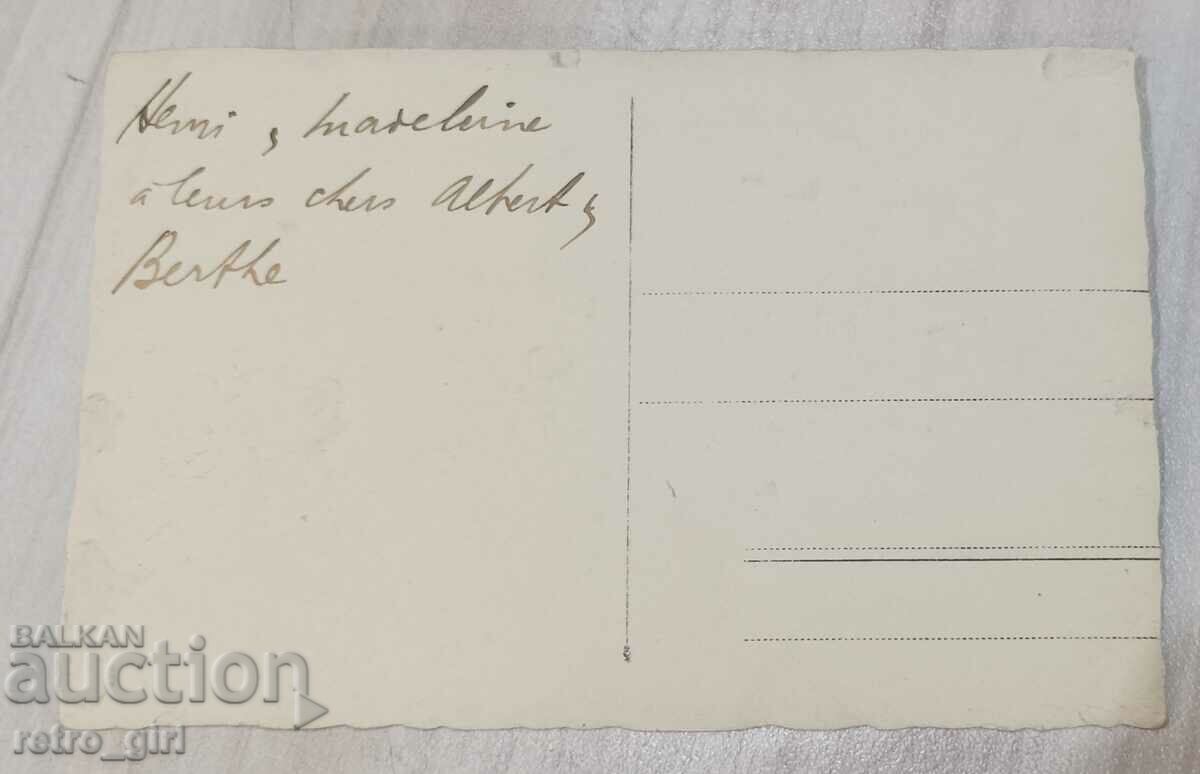 Henri & Madeleine
à leurs chers Albert &
Berthe
BALKAN
auction
retro_girl